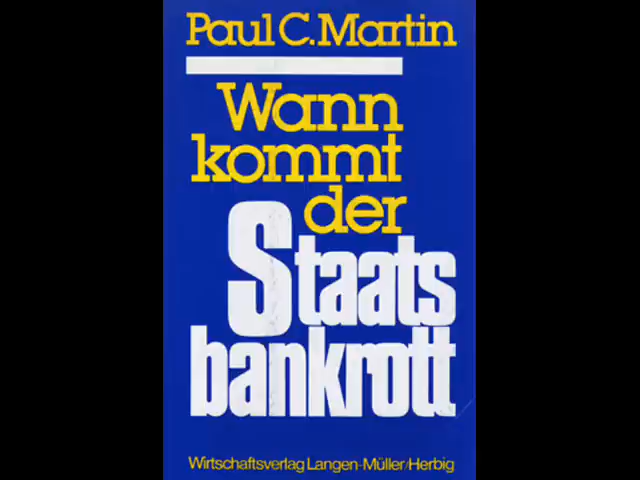 Paul C. Martin
Wann
kommt
der
Staats
bankrott
Wirtschaftsverlag Langen-Müller/Herbig